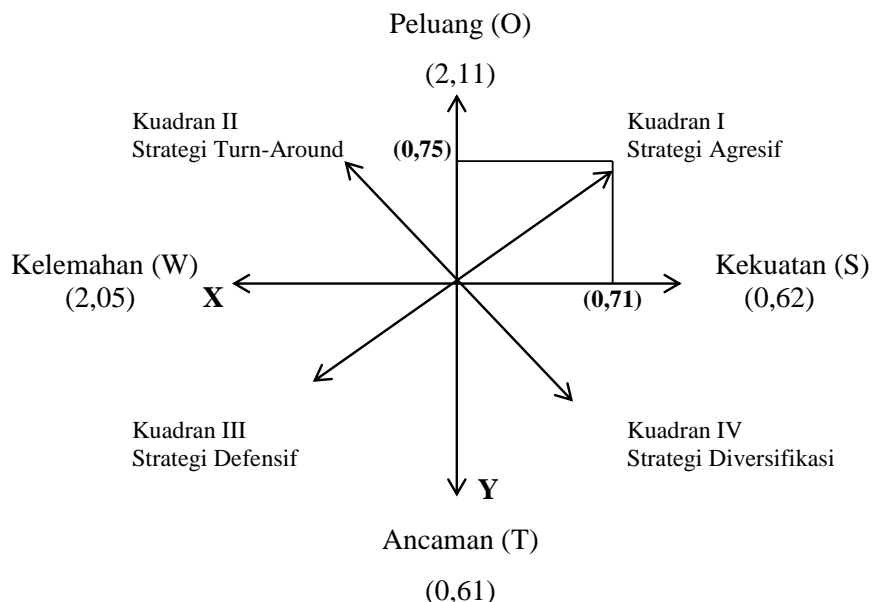 Peluang (O)
(2,11)
Kuadran II
Strategi Turn-Around
(0,75)
Kuadran I
Strategi Agresif
Kelemahan (W)
(2,05)
X
(0,71)
Kekuatan (S)
(0,62)
Kuadran III
Strategi Defensif
Kuadran IV
Strategi Diversifikasi
Y
Ancaman (T)
(0,61)